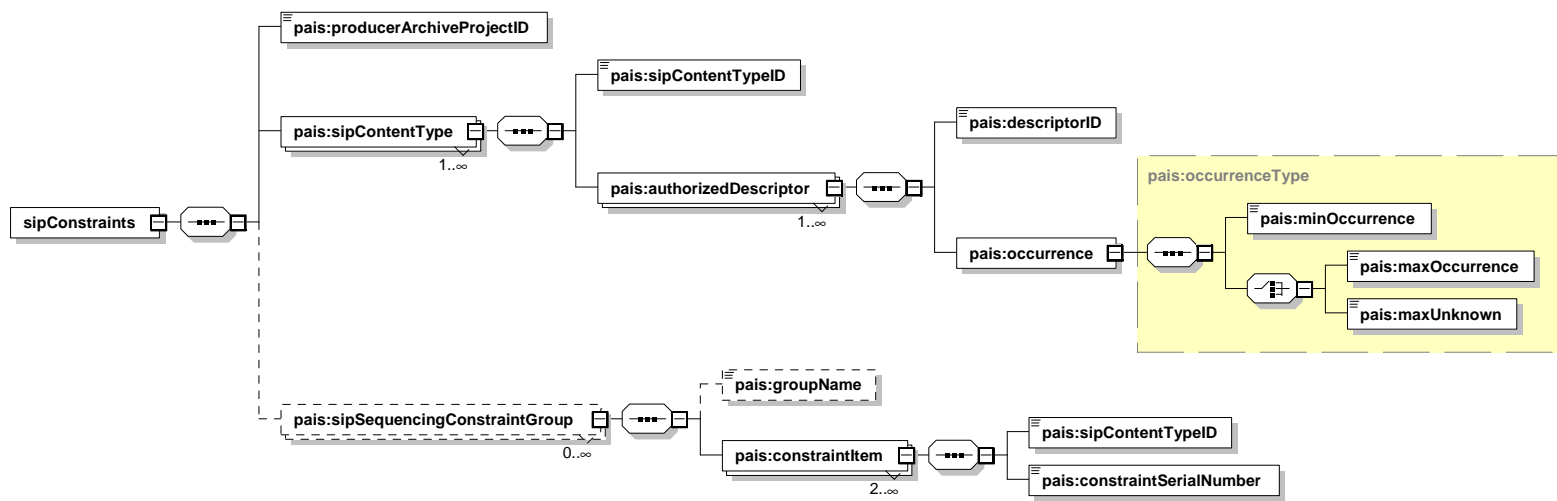 pais:producerArchiveProjectID
pais:sipContentTypeID
pais:descriptorID
pais:sipContentType
1..∞
pais:occurrenceType
pais:authorizedDescriptor
1..∞
pais:minOccurrence
sipConstraints
pais:occurrence
pais:maxOccurrence
pais:maxUnknown
pais:groupName
pais:sipSequencingConstraintGroup
0..∞
pais:sipContentTypeID
pais:constraintItem
2..∞
pais:constraintSerialNumber